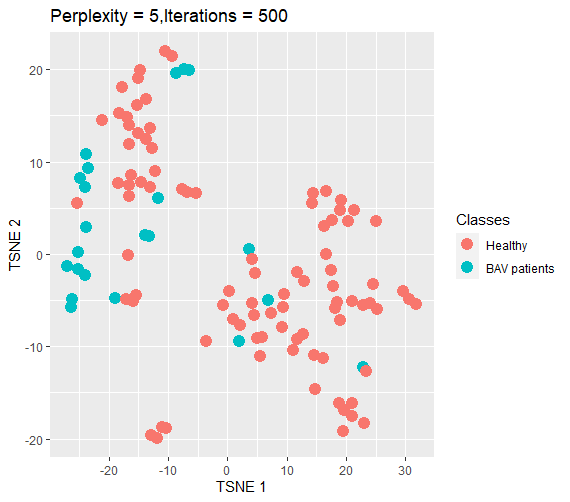 Perplexity = 5,Iterations = 500
20
10
0
-10
-20
TSNE 2
-20
-10
0
10
20
30
TSNE 1
Classes
Healthy
BAV patients